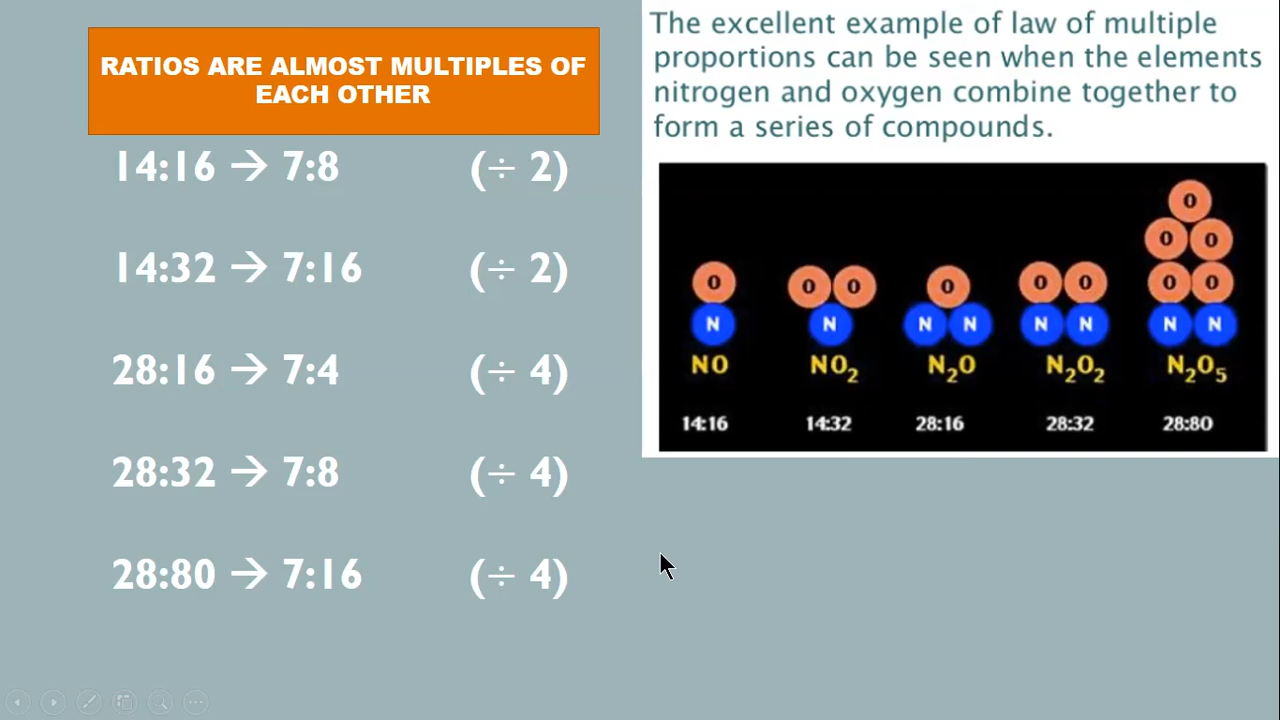 RATIOS ARE ALMOST MULTIPLES OF
EACH OTHER
14:16 → 7:8 (÷ 2)
14:32 → 7:16 (÷ 2)
28:16 → 7:4 (÷ 4)
28:32 → 7:8 (÷ 4)
28:80 → 7:16 (÷ 4)
The excellent example of law of multiple
proportions can be seen when the elements
nitrogen and oxygen combine together to
form a series of compounds.
O
O O
O O O O O O O
N N N N N N N N
NO NO₂ N₂O N₂O₂ N₂O₅
14:16 14:32 28:16 28:32 28:80